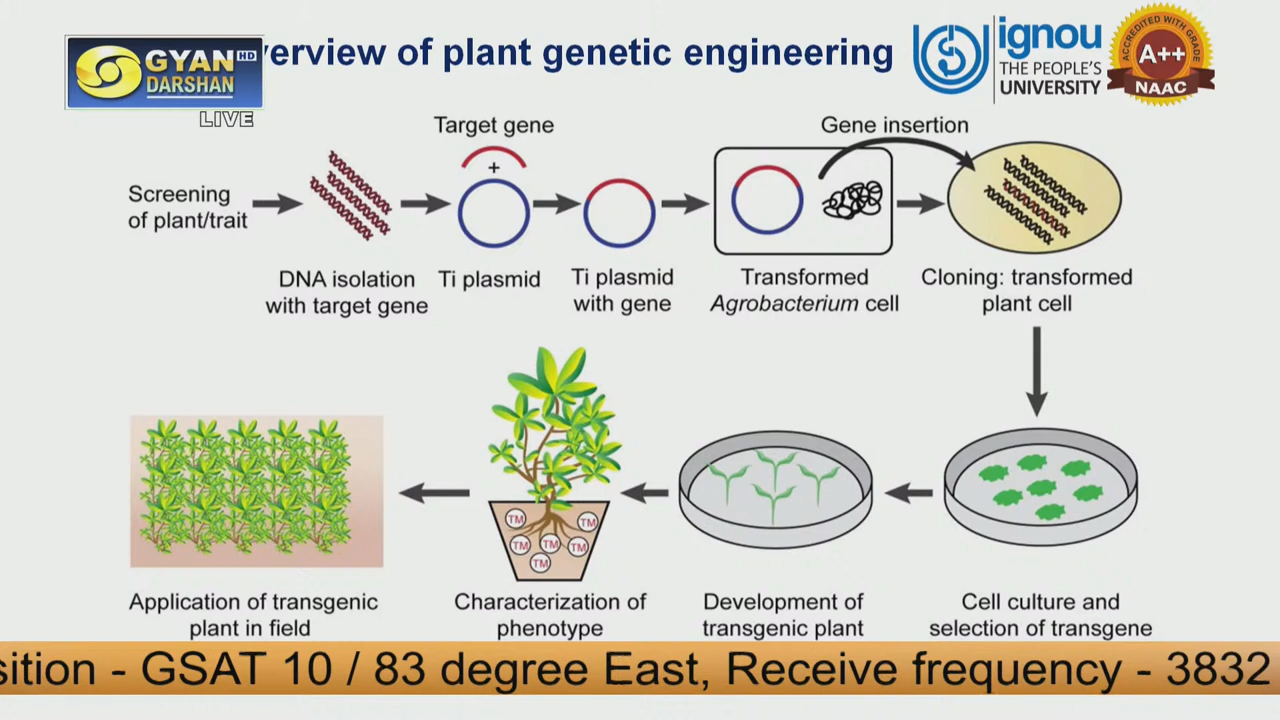 verview of plant genetic engineering
GYAN HD
DARSHAN
LIVE
ignou
THE PEOPLE'S
UNIVERSITY
ACCREDITED WITH GRADE
A++
NAAC
Target gene
Gene insertion
+
Screening
of plant/trait
DNA isolation
with target gene
Ti plasmid
Ti plasmid
with gene
Transformed
Agrobacterium cell
Cloning: transformed
plant cell
TM TM
TM TM TM
TM
Application of transgenic
plant in field
Characterization of
phenotype
Development of
transgenic plant
Cell culture and
selection of transgene
sition - GSAT 10 / 83 degree East, Receive frequency - 3832